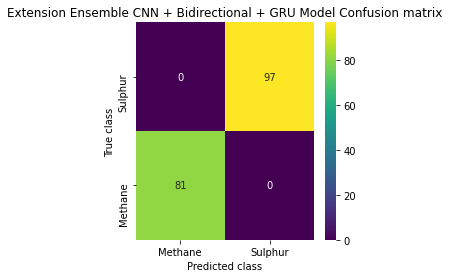 Extension Ensemble CNN + Bidirectional + GRU Model Confusion matrix
True class
Sulphur
Methane
0
97
81
0
Methane
Sulphur
Predicted class
80
60
40
20
0